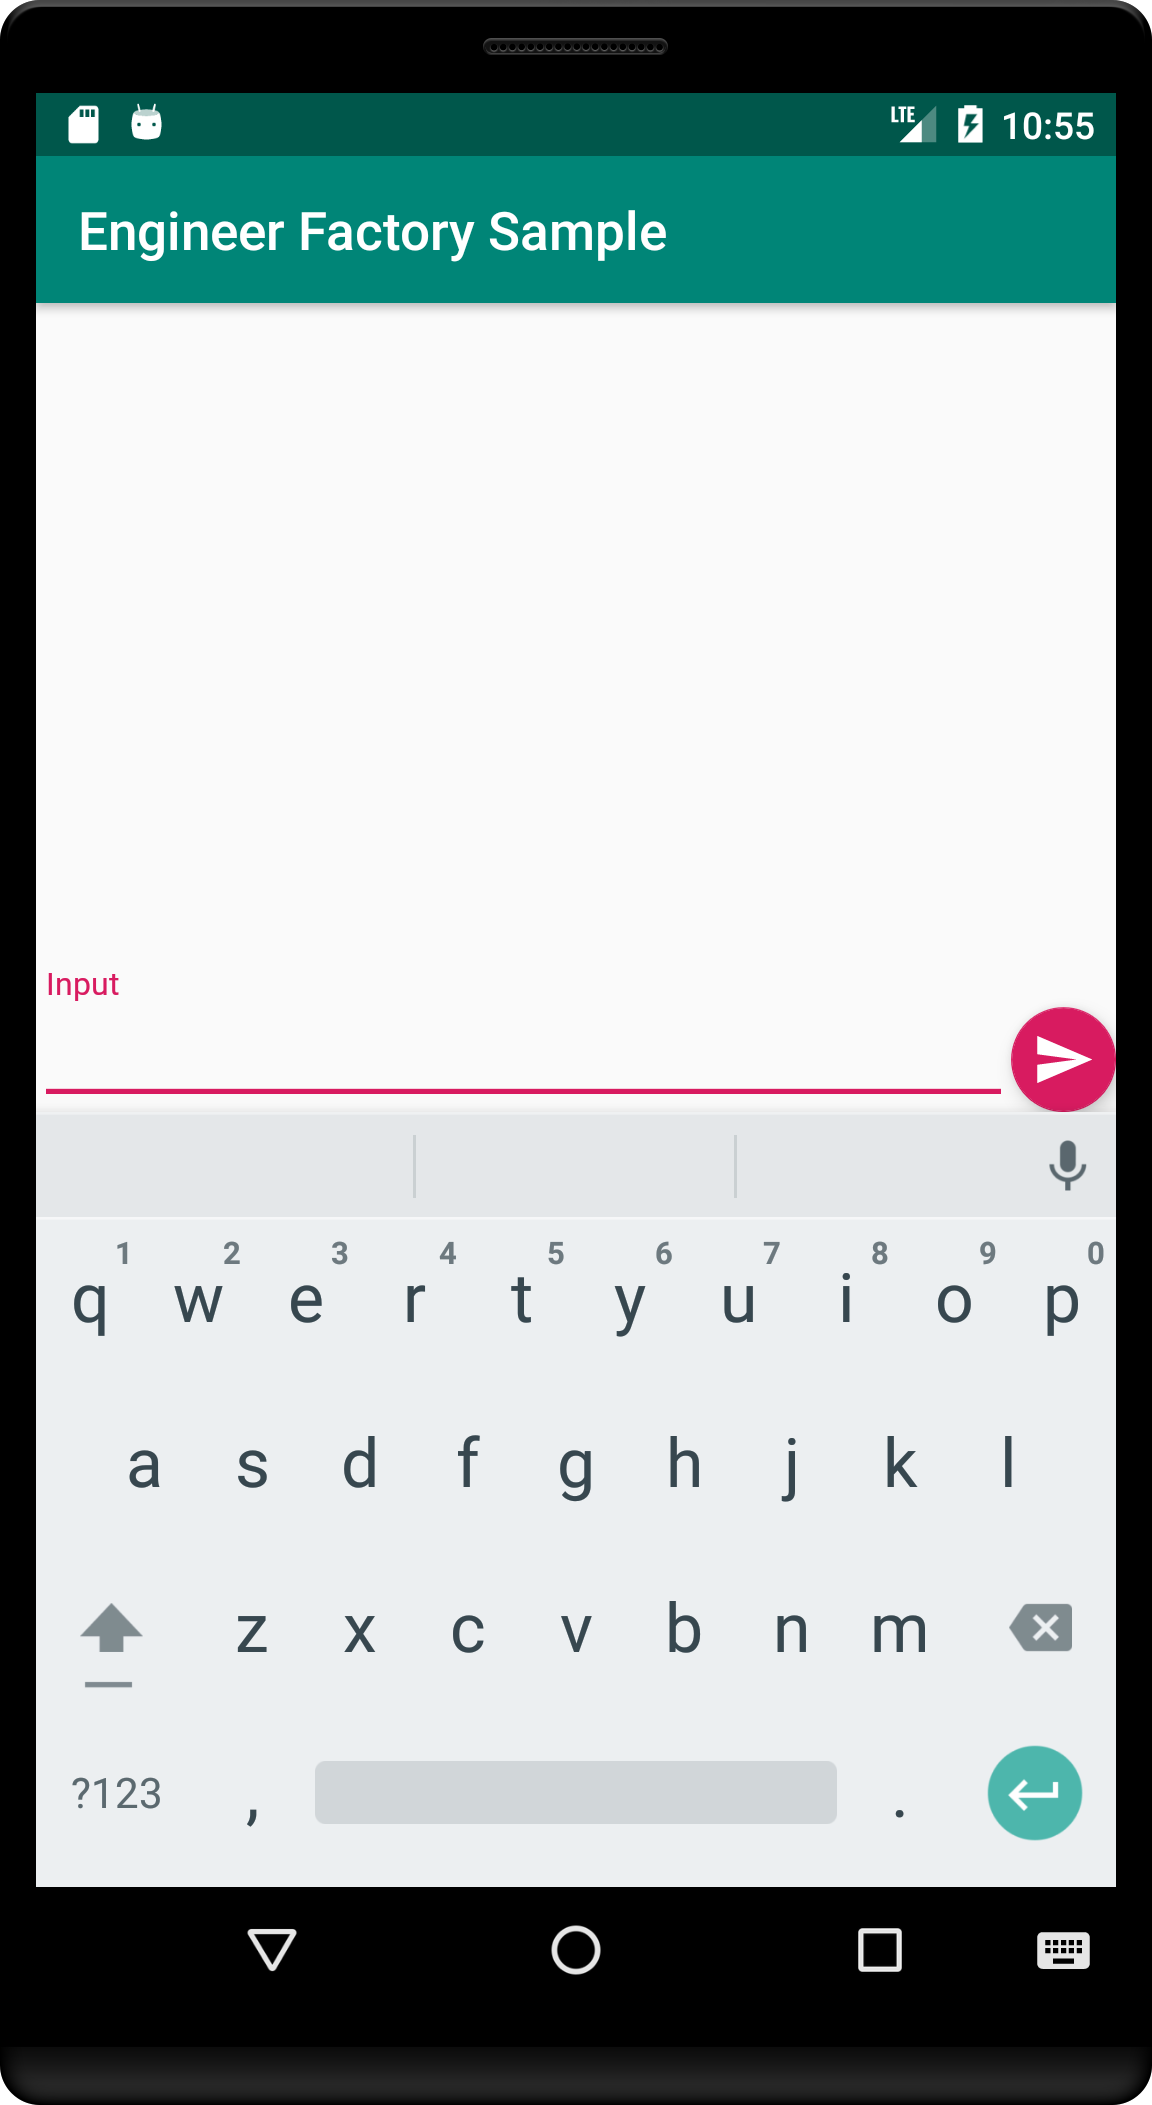 LTE 10:55
Engineer Factory Sample
Input
1 2 3 4 5 6 7 8 9 0
q w e r t y u i o p
a s d f g h j k l
z x c v b n m
?123 , .